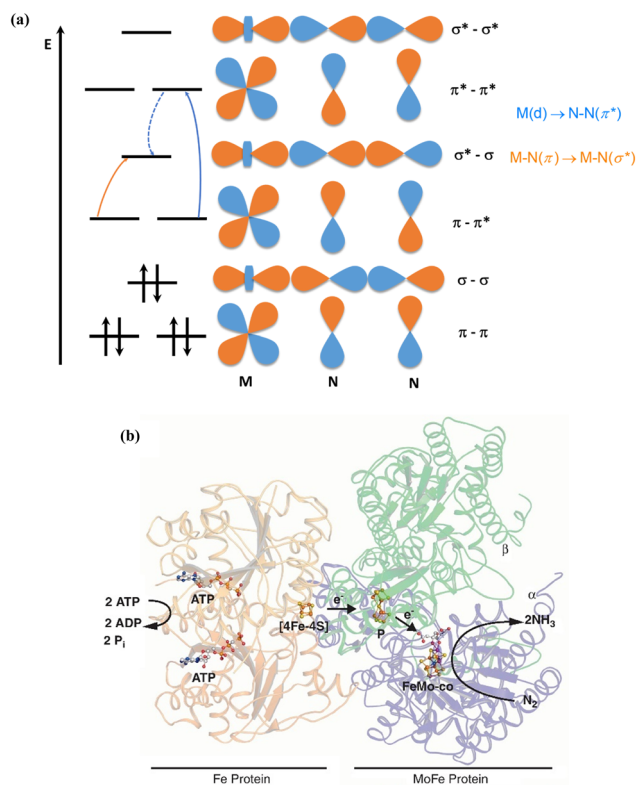 (a)
E
σ* - σ*
π* - π*
M(d) → N-N(π*)
σ* - σ
M-N(π) → M-N(σ*)
π - π*
σ - σ
π - π
M N N
(b)
β
α
2 ATP
ATP
e-
2 ADP
[4Fe-4S]
P
e-
2NH3
2 Pi
ATP
FeMo-co
N2
Fe Protein
MoFe Protein